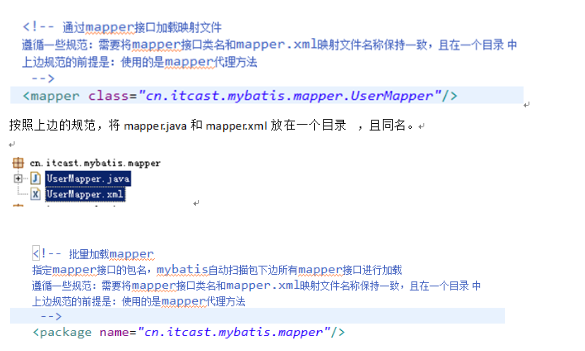 <!-- 通过mapper接口加载映射文件
遵循一些规范：需要将mapper接口类名和mapper.xml映射文件名称保持一致，且在一个目录 中
上边规范的前提是：使用的是mapper代理方法
-->
<mapper class="cn.itcast.mybatis.mapper.UserMapper"/>
按照上边的规范，将 mapper.java 和 mapper.xml 放在一个目录 ，且同名。
cn.itcast.mybatis.mapper
UserMapper.java
UserMapper.xml
<!-- 批量加载mapper
指定mapper接口的包名，mybatis自动扫描包下边所有mapper接口进行加载
遵循一些规范：需要将mapper接口类名和mapper.xml映射文件名称保持一致，且在一个目录 中
上边规范的前提是：使用的是mapper代理方法
-->
<package name="cn.itcast.mybatis.mapper"/>